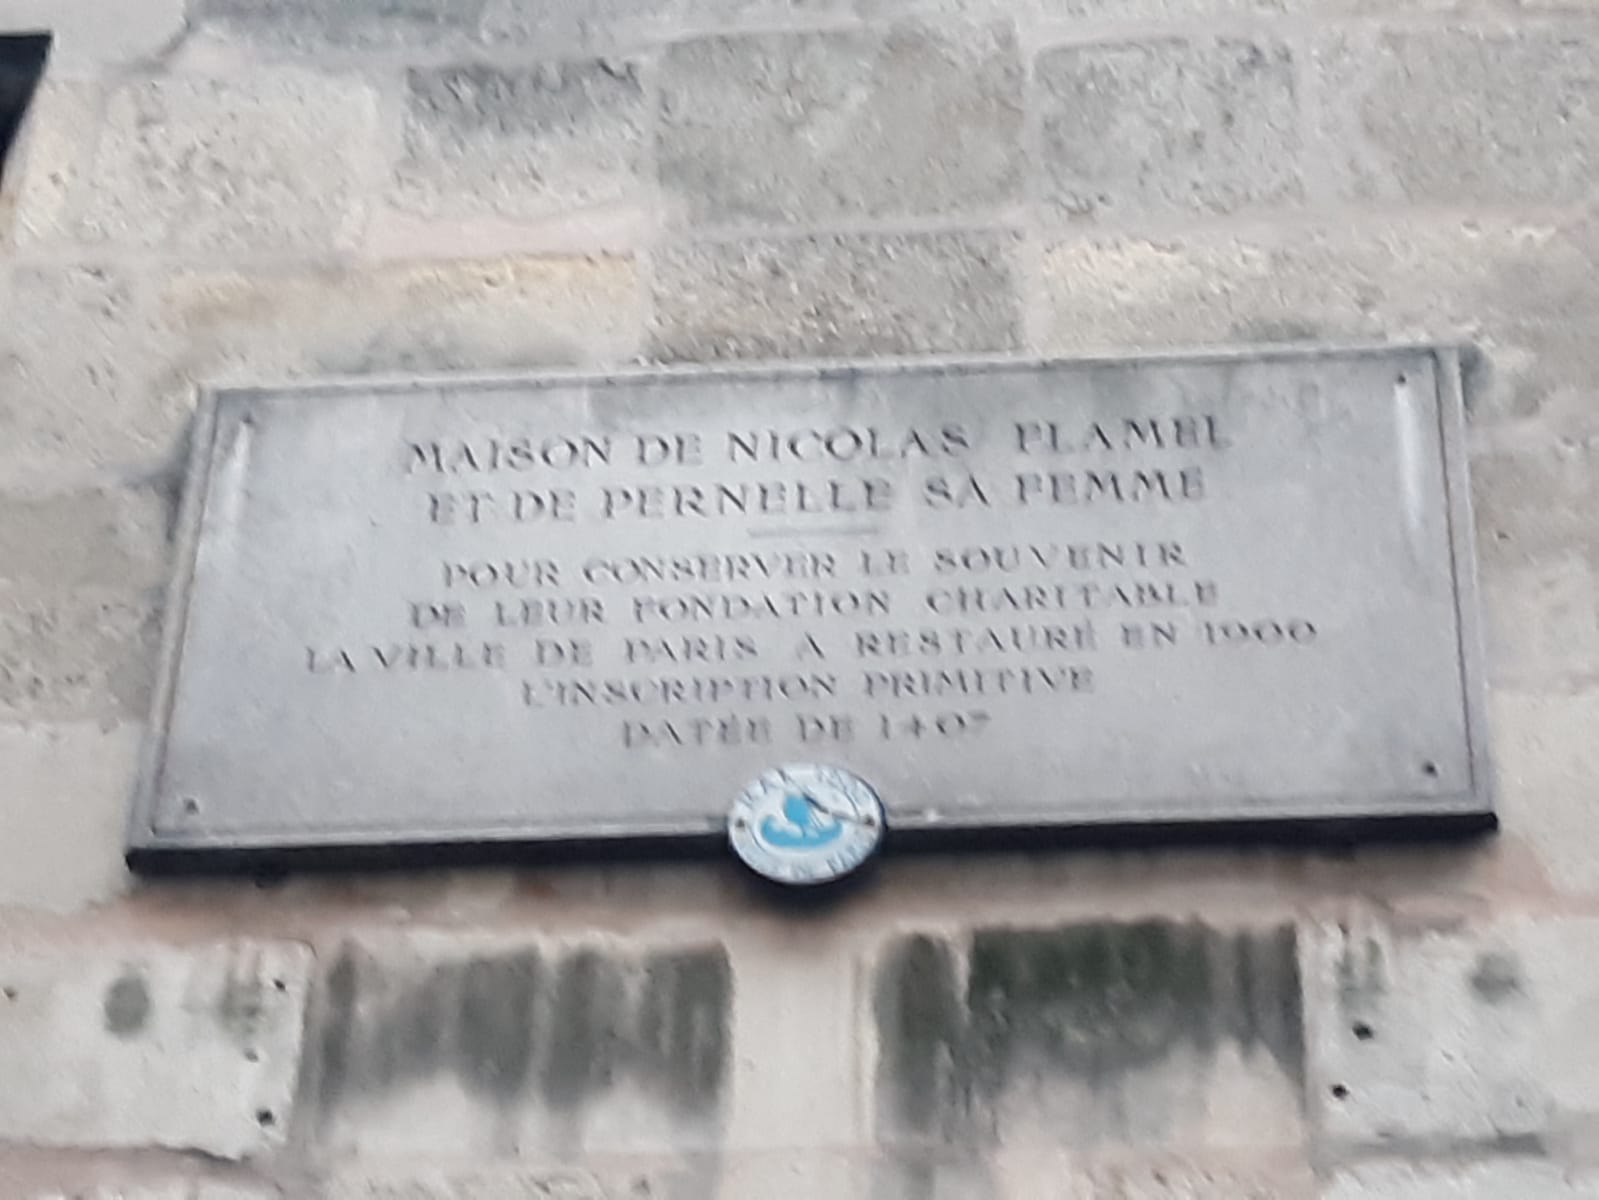 MAISON DE NICOLAS FLAMEL
ET DE PERNELLE SA FEMME
POUR CONSERVER LE SOUVENIR
DE LEUR FONDATION CHARITABLE
LA VILLE DE PARIS A RESTAURÉ EN 1900
L'INSCRIPTION PRIMITIVE
DATÉE DE 1407